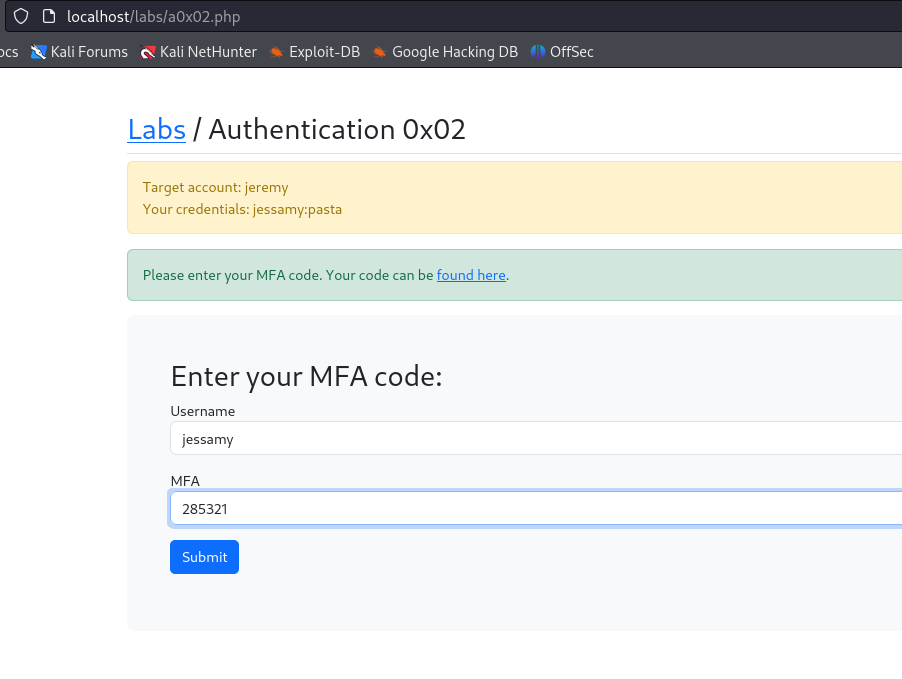 localhost/labs/a0x02.php
ocs Kali Forums Kali NetHunter Exploit-DB Google Hacking DB OffSec
Labs / Authentication 0x02
Target account: jeremy
Your credentials: jessamy:pasta
Please enter your MFA code. Your code can be found here.
Enter your MFA code:
Username
jessamy
MFA
285321
Submit